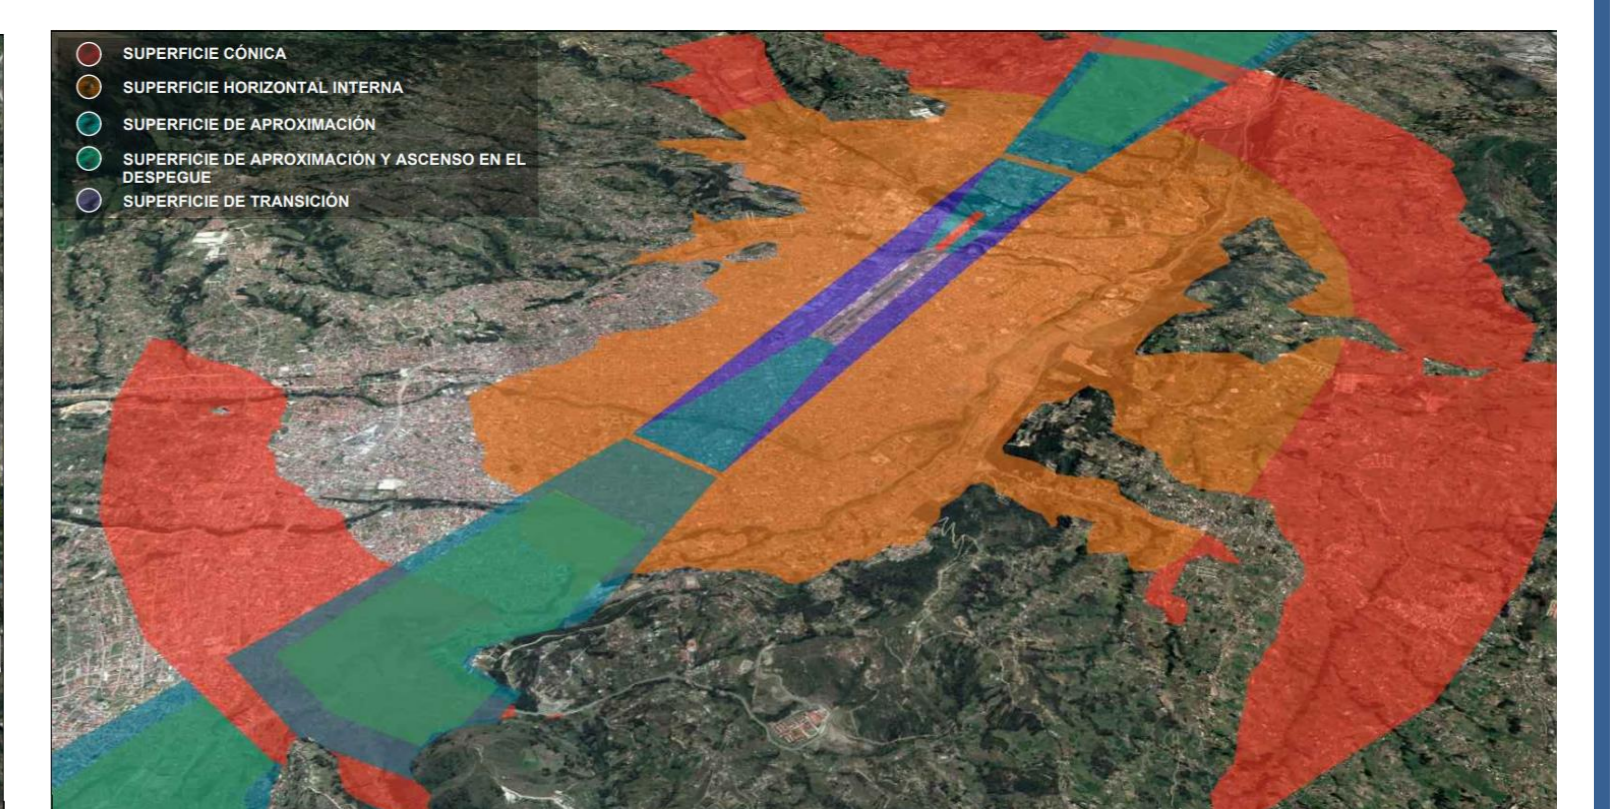 SUPERFICIE CÓNICA
SUPERFICIE HORIZONTAL INTERNA
SUPERFICIE DE APROXIMACIÓN
SUPERFICIE DE APROXIMACIÓN Y ASCENSO EN EL
DESPEGUE
SUPERFICIE DE TRANSICIÓN